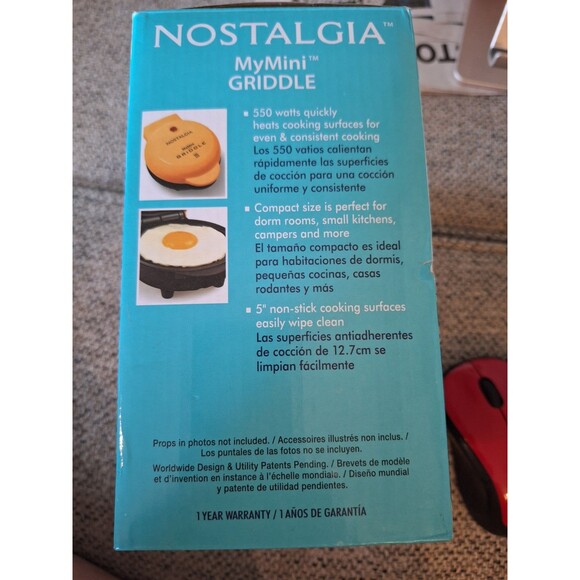 NOSTALGIA™
MyMini™
GRIDDLE
▪ 550 watts quickly
heats cooking surfaces for
even & consistent cooking
Los 550 vatios calientan
rápidamente las superficies
de cocción para una cocción
uniforme y consistente
▪ Compact size is perfect for
dorm rooms, small kitchens,
campers and more
El tamaño compacto es ideal
para habitaciones de dormis,
pequeñas cocinas, casas
rodantes y más
▪ 5" non-stick cooking surfaces
easily wipe clean
Las superficies antiadherentes
de cocción de 12.7cm se
limpian fácilmente
NOSTALGIA
GRIDDLE
Props in photos not included. / Accessoires illustrés non inclus. /
Los puntales de las fotos no se incluyen.
Worldwide Design & Utility Patents Pending. / Brevets de modèle
et d'invention en instance à l'échelle mondiale. / Diseño mundial
y patente de utilidad pendientes.
1 YEAR WARRANTY / 1 AÑOS DE GARANTÍA